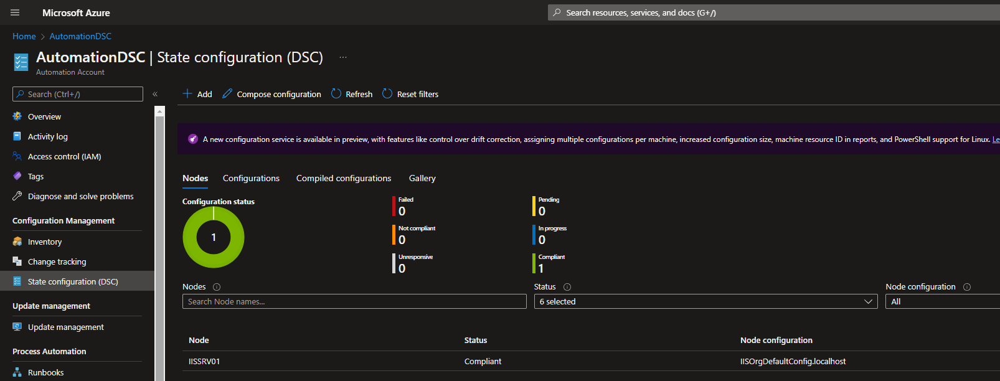 Microsoft Azure
Search resources, services, and docs (G+/)
Home > AutomationDSC
AutomationDSC | State configuration (DSC) ...
Automation Account
Search (Ctrl+/) «
Add Compose configuration Refresh Reset filters
Overview
Activity log
Access control (IAM)
Tags
Diagnose and solve problems
Configuration Management
Inventory
Change tracking
State configuration (DSC)
Update management
Update management
Process Automation
Runbooks
A new configuration service is available in preview, with features like control over drift correction, assigning multiple configurations per machine, increased configuration size, machine resource ID in reports, and PowerShell support for Linux. Le
Nodes Configurations Compiled configurations Gallery
Configuration status
1
Failed
0
Pending
0
Not compliant
0
In progress
0
Unresponsive
0
Compliant
1
Nodes Status Node configuration
Search Node names... 6 selected All
Node Status Node configuration
IISSRV01 Compliant IISOrgDefaultConfig.localhost